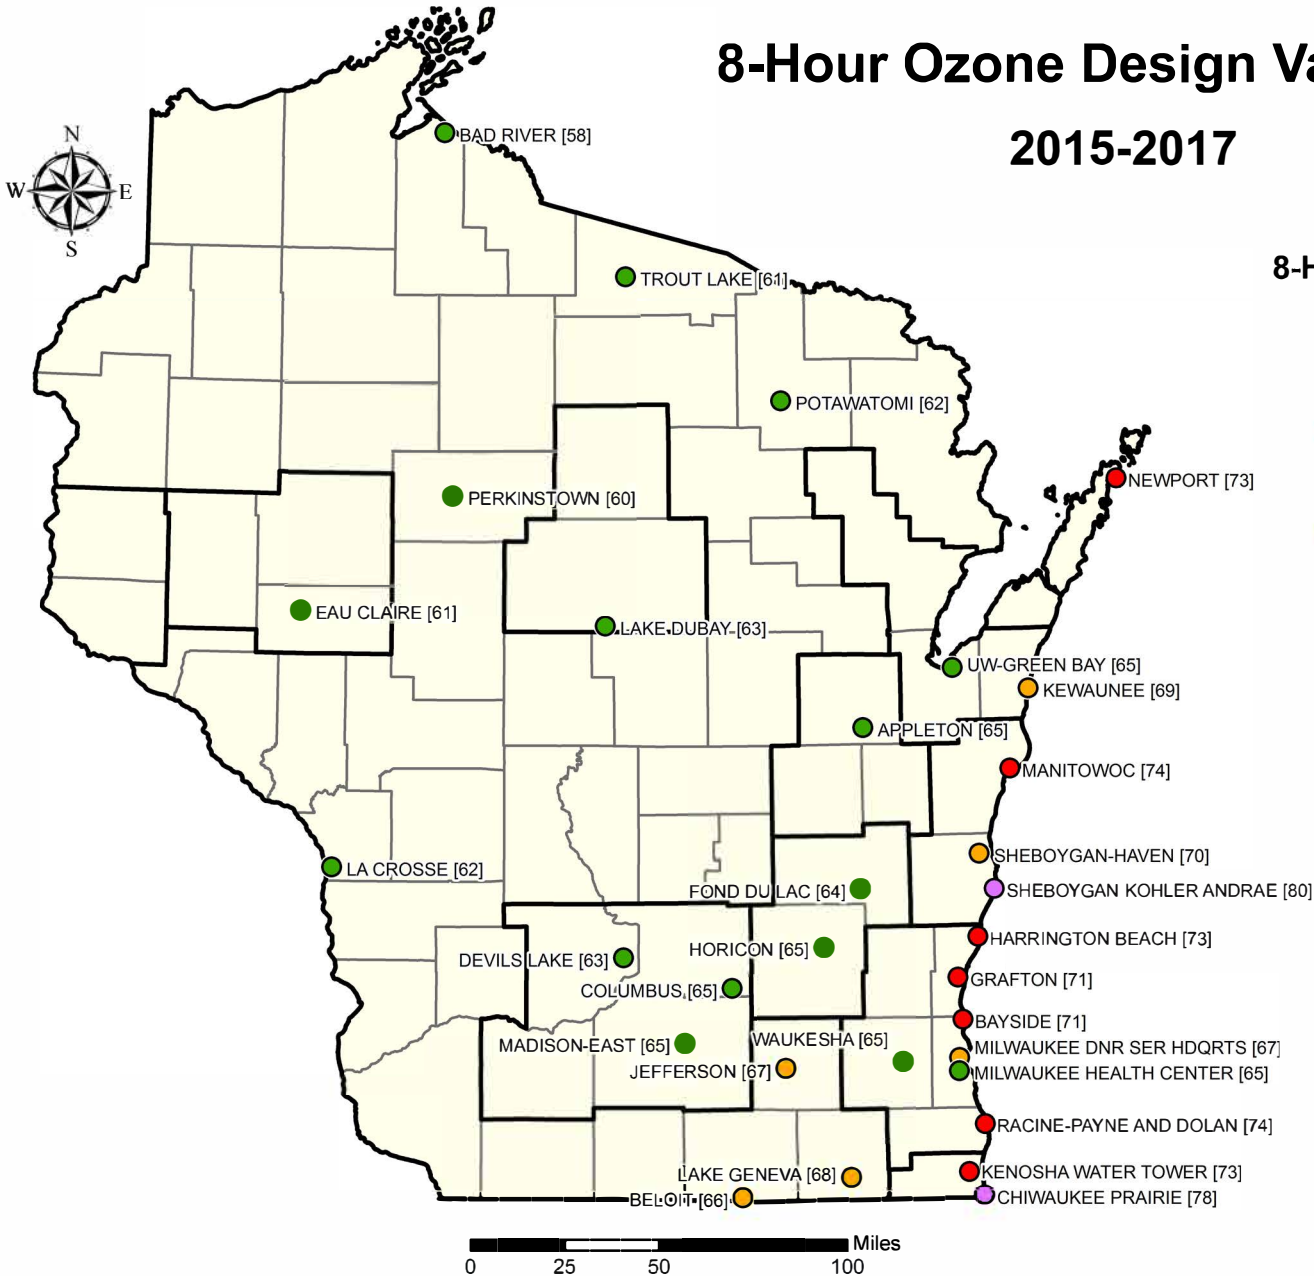 8-Hour Ozone Design Va
2015-2017
8-H
N
W E
S
BAD RIVER [58]
TROUT LAKE [61]
POTAWATOMI [62]
NEWPORT [73]
PERKINSTOWN [60]
EAU CLAIRE [61]
LAKE DUBAY [63]
UW-GREEN BAY [65]
KEWAUNEE [69]
APPLETON [65]
MANITOWOC [74]
SHEBOYGAN-HAVEN [70]
LA CROSSE [62]
FOND DU LAC [64]
SHEBOYGAN KOHLER ANDRAE [80]
HARRINGTON BEACH [73]
HORICON [65]
DEVILS LAKE [63]
GRAFTON [71]
COLUMBUS [65]
BAYSIDE [71]
WAUKESHA [65]
MADISON-EAST [65]
MILWAUKEE DNR SER HDQRTS [67]
JEFFERSON [67]
MILWAUKEE HEALTH CENTER [65]
RACINE-PAYNE AND DOLAN [74]
KENOSHA WATER TOWER [73]
LAKE GENEVA [68]
CHIWAUKEE PRAIRIE [78]
BELOIT [66]
Miles
0 25 50 100